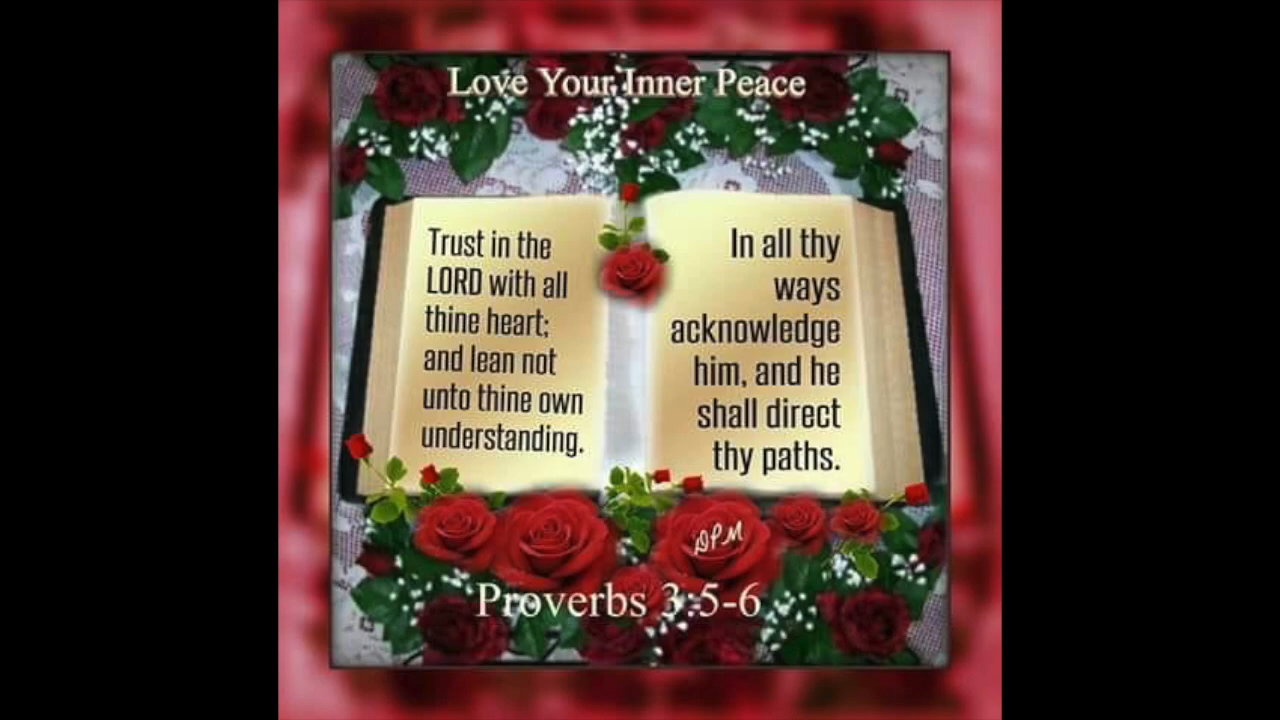 Love Your Inner Peace
Trust in the
LORD with all
thine heart;
and lean not
unto thine own
understanding.
In all thy
ways
acknowledge
him, and he
shall direct
thy paths.
DPM
Proverbs 3:5-6